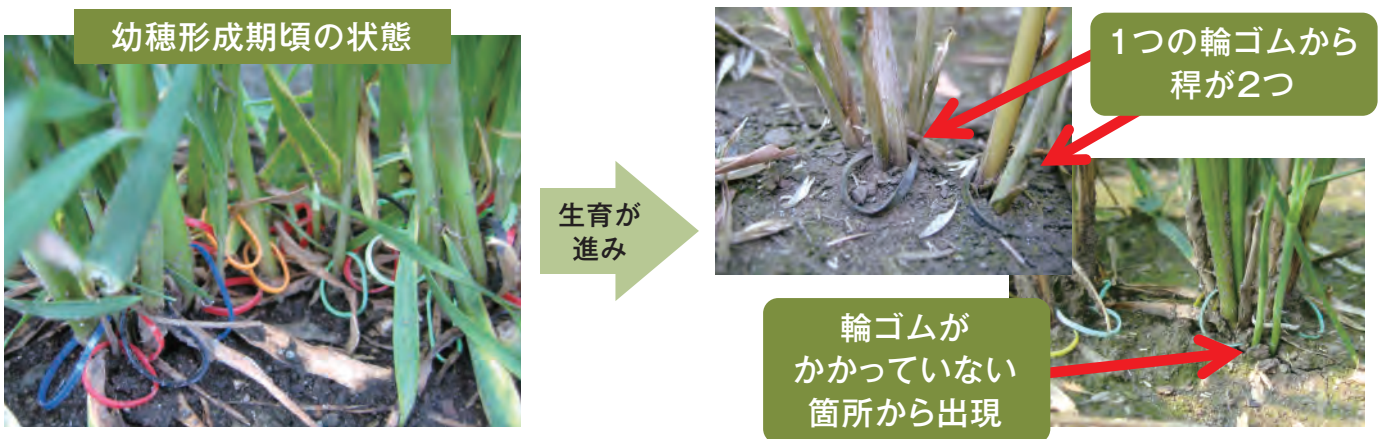 幼穂形成期頃の状態
生育が
進み
1つの輪ゴムから
稈が2つ
輪ゴムが
かかっていない
箇所から出現